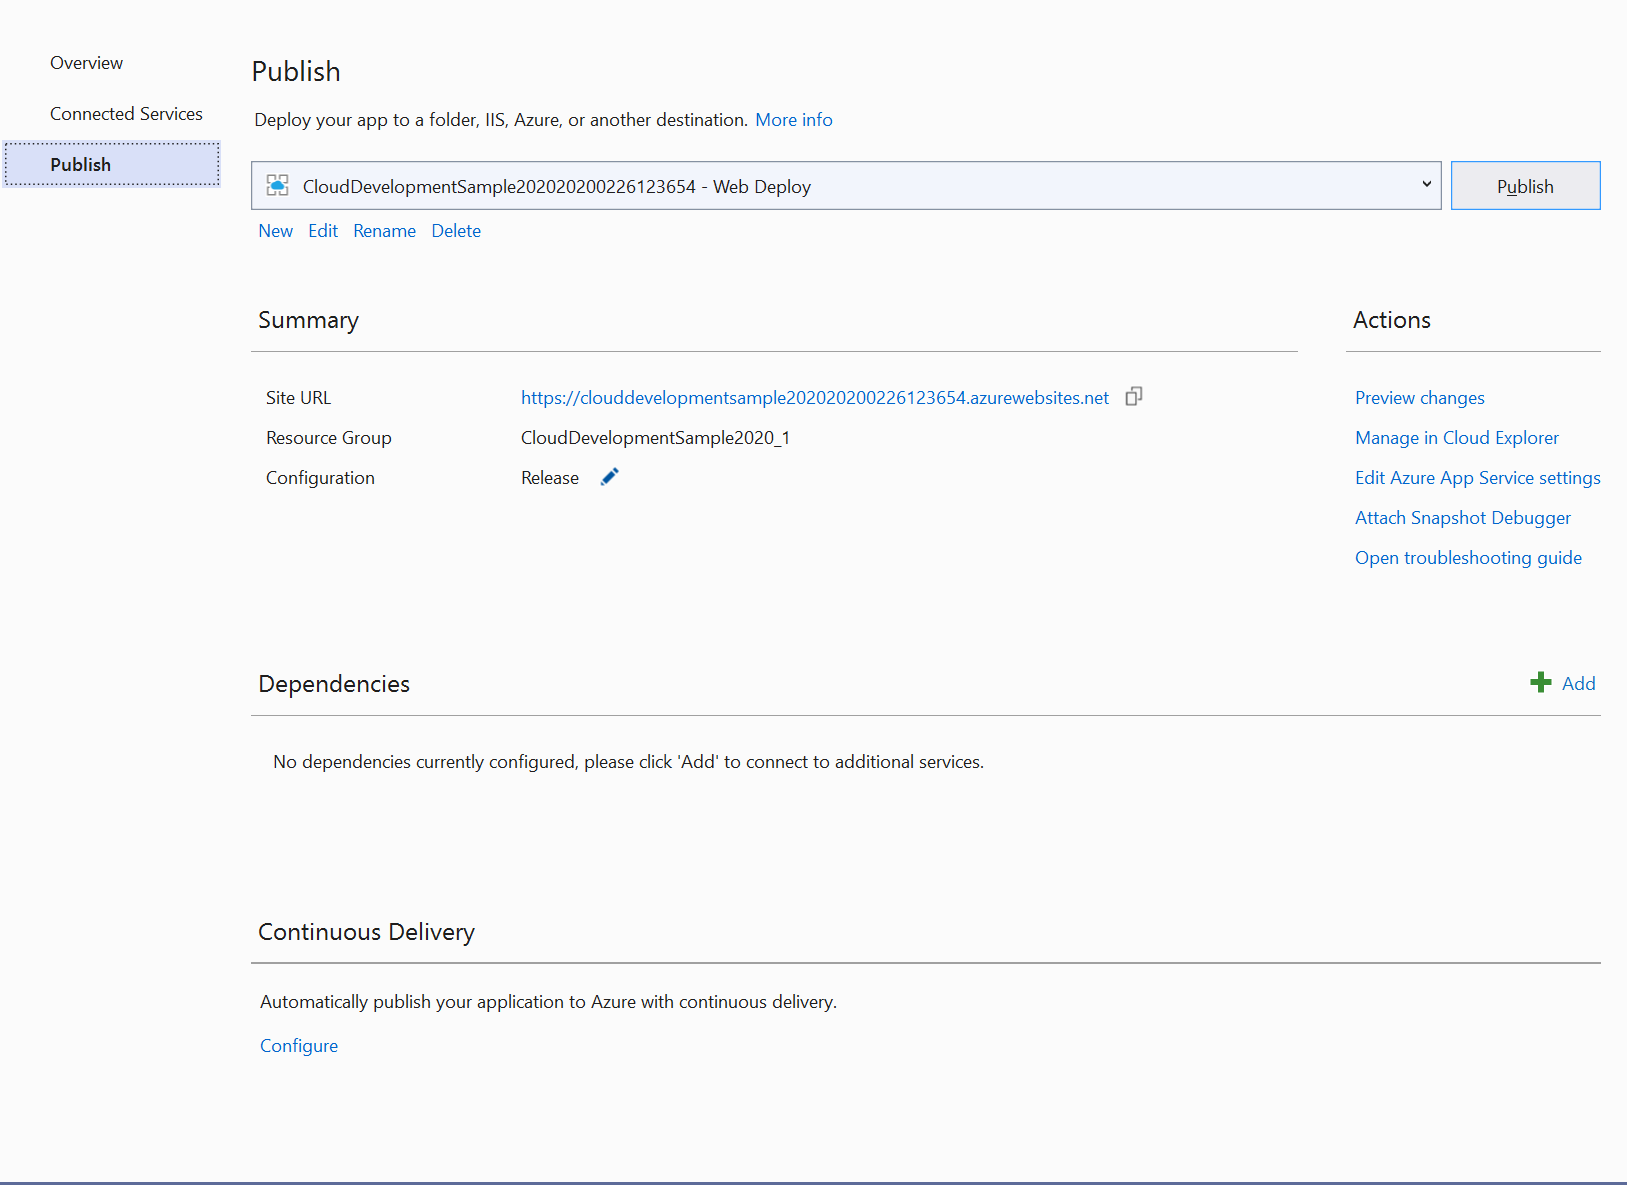 Overview
Connected Services
Publish
Publish
Deploy your app to a folder, IIS, Azure, or another destination. More info
CloudDevelopmentSample202020200226123654 - Web Deploy
Publish
New Edit Rename Delete
Summary
Site URL https://clouddevelopmentsample202020200226123654.azurewebsites.net
Resource Group CloudDevelopmentSample2020_1
Configuration Release
Actions
Preview changes
Manage in Cloud Explorer
Edit Azure App Service settings
Attach Snapshot Debugger
Open troubleshooting guide
Dependencies
Add
No dependencies currently configured, please click 'Add' to connect to additional services.
Continuous Delivery
Automatically publish your application to Azure with continuous delivery.
Configure